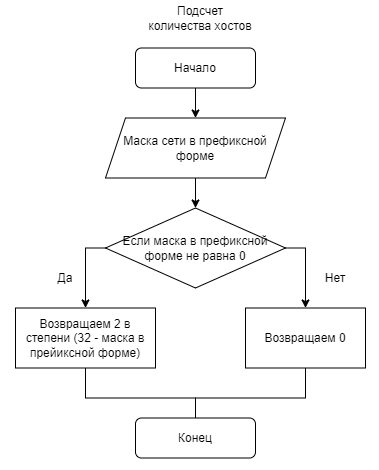 Подсчет
количества хостов
Начало
Маска сети в префиксной
форме
Если маска в префиксной
форме не равна 0
Да
Нет
Возвращаем 2 в
степени (32 - маска в
прейиксной форме)
Возвращаем 0
Конец